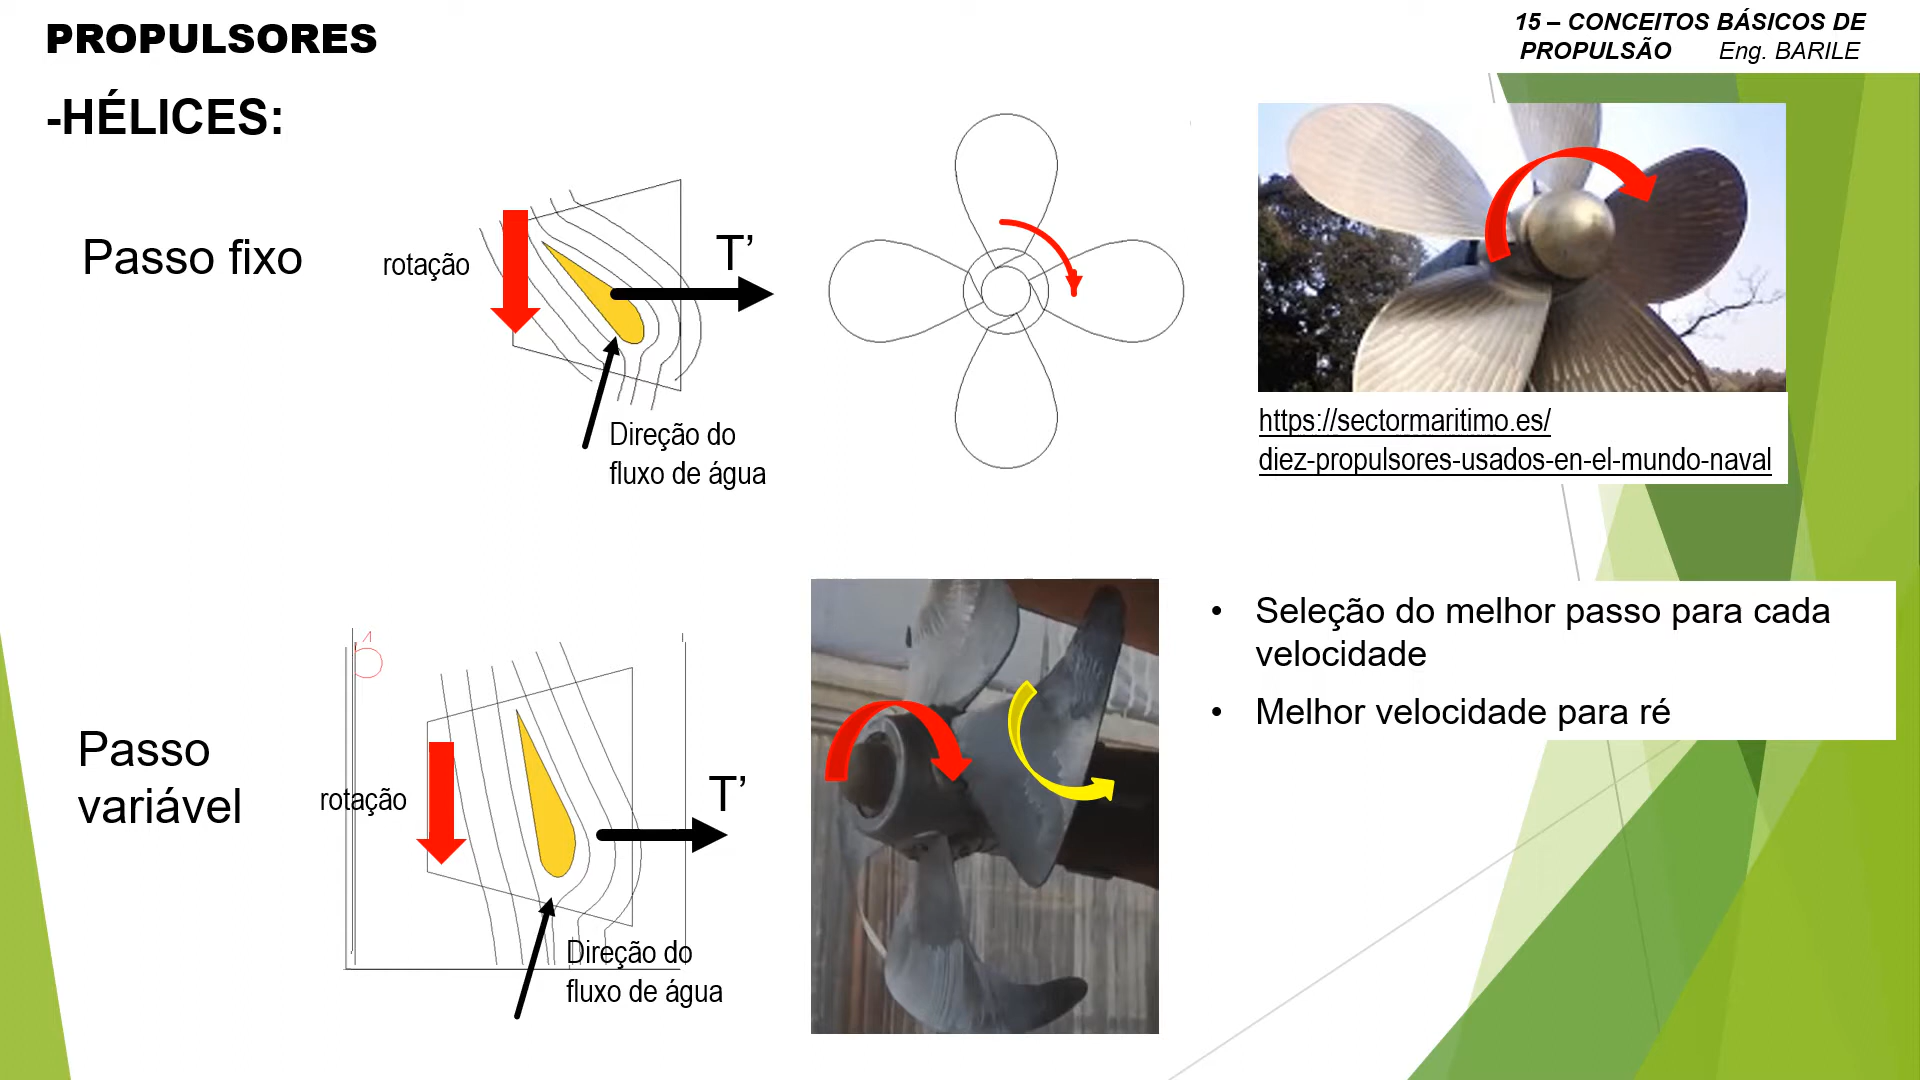 PROPULSORES
15 – CONCEITOS BÁSICOS DE
PROPULSÃO Eng. BARILE
-HÉLICES:
Passo fixo
rotação
T’
Direção do
fluxo de água
https://sectormaritimo.es/
diez-propulsores-usados-en-el-mundo-naval
Passo
variável
rotação
T’
Direção do
fluxo de água
• Seleção do melhor passo para cada
velocidade
• Melhor velocidade para ré